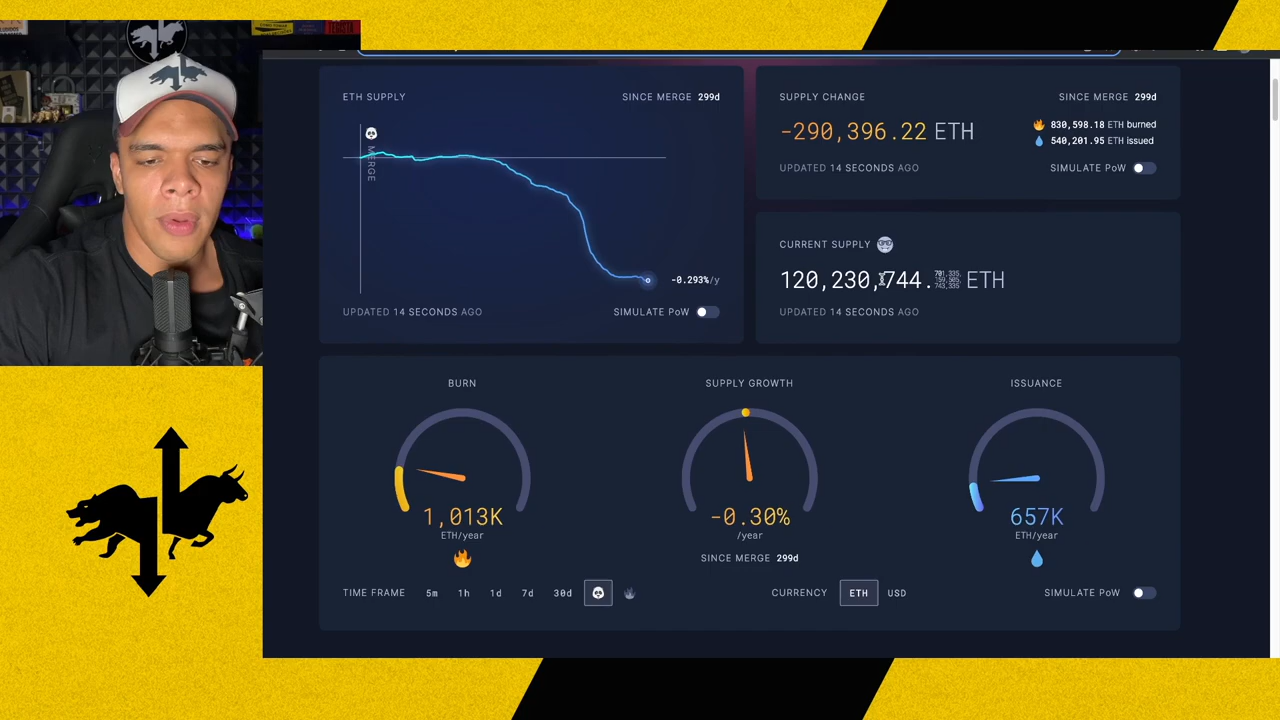 ETH SUPPLY
SINCE MERGE 299d
MERGE
-0.293%/y
UPDATED 14 SECONDS AGO
SIMULATE PoW
SUPPLY CHANGE
SINCE MERGE 299d
-290,396.22 ETH
830,598.18 ETH burned
540,201.95 ETH issued
UPDATED 14 SECONDS AGO
SIMULATE PoW
CURRENT SUPPLY
120,230,744. ETH
UPDATED 14 SECONDS AGO
BURN
1,013K
ETH/year
SUPPLY GROWTH
-0.30%
/year
SINCE MERGE 299d
ISSUANCE
657K
ETH/year
TIME FRAME 5m 1h 1d 7d 30d
CURRENCY ETH USD
SIMULATE PoW